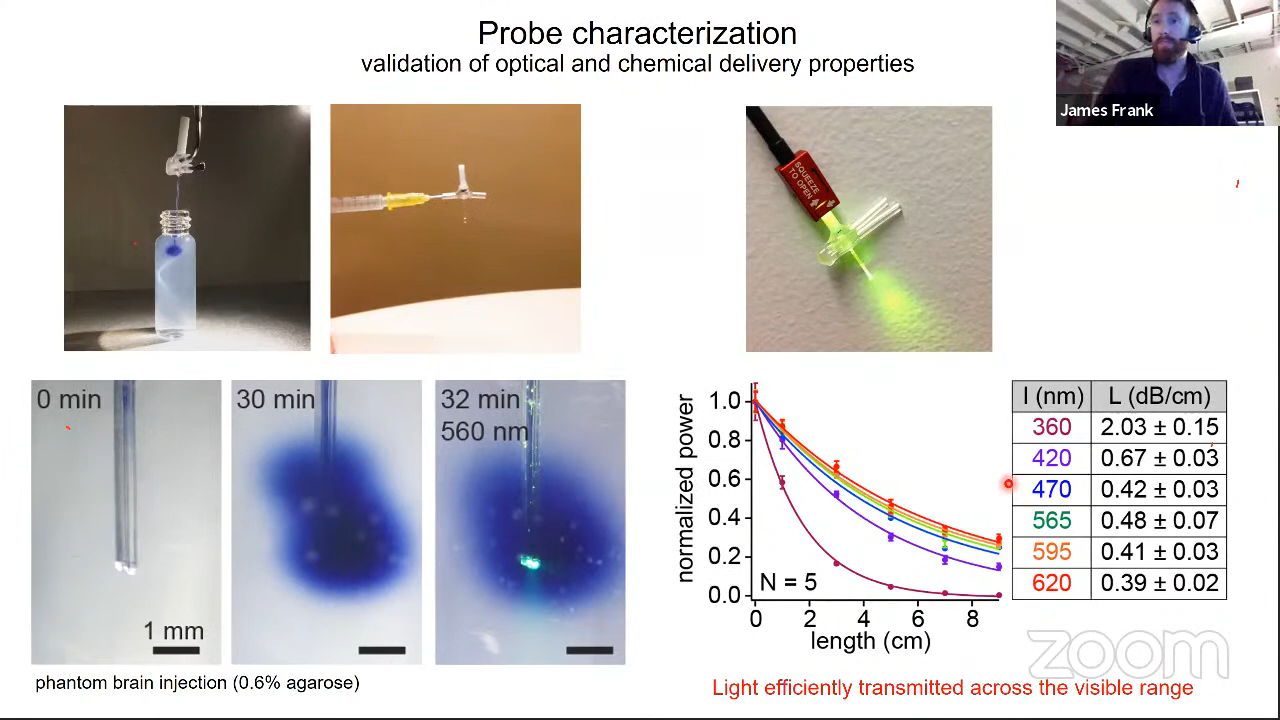 Probe characterization
validation of optical and chemical delivery properties
James Frank
SQUEEZE
TO OPEN
0 min
30 min
32 min
560 nm
1 mm
phantom brain injection (0.6% agarose)
normalized power
1.0
0.8
0.6
0.4
0.2
0.0
N = 5
0 2 4 6 8
length (cm)
l (nm) L (dB/cm)
360 2.03 ± 0.15
420 0.67 ± 0.03
470 0.42 ± 0.03
565 0.48 ± 0.07
595 0.41 ± 0.03
620 0.39 ± 0.02
zoom
Light efficiently transmitted across the visible range